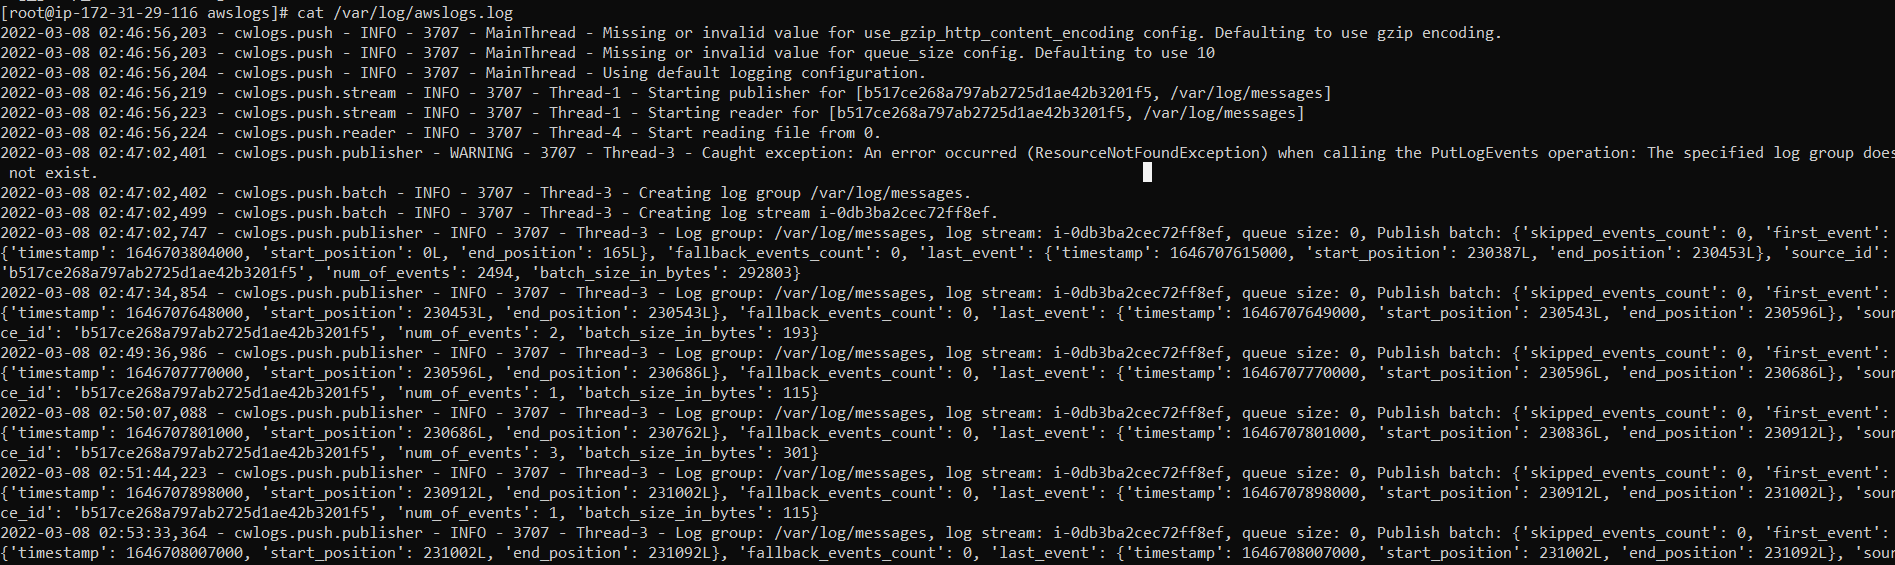 [root@ip-172-31-29-116 awslogs]# cat /var/log/awslogs.log
2022-03-08 02:46:56,203 - cwlogs.push - INFO - 3707 - MainThread - Missing or invalid value for use_gzip_http_content_encoding config. Defaulting to use gzip encoding.
2022-03-08 02:46:56,203 - cwlogs.push - INFO - 3707 - MainThread - Missing or invalid value for queue_size config. Defaulting to use 10
2022-03-08 02:46:56,204 - cwlogs.push - INFO - 3707 - MainThread - Using default logging configuration.
2022-03-08 02:46:56,219 - cwlogs.push.stream - INFO - 3707 - Thread-1 - Starting publisher for [b517ce268a797ab2725d1ae42b3201f5, /var/log/messages]
2022-03-08 02:46:56,223 - cwlogs.push.stream - INFO - 3707 - Thread-1 - Starting reader for [b517ce268a797ab2725d1ae42b3201f5, /var/log/messages]
2022-03-08 02:46:56,224 - cwlogs.push.reader - INFO - 3707 - Thread-4 - Start reading file from 0.
2022-03-08 02:47:02,401 - cwlogs.push.publisher - WARNING - 3707 - Thread-3 - Caught exception: An error occurred (ResourceNotFoundException) when calling the PutLogEvents operation: The specified log group does
not exist.
2022-03-08 02:47:02,402 - cwlogs.push.batch - INFO - 3707 - Thread-3 - Creating log group /var/log/messages.
2022-03-08 02:47:02,499 - cwlogs.push.batch - INFO - 3707 - Thread-3 - Creating log stream i-0db3ba2cec72ff8ef.
2022-03-08 02:47:02,747 - cwlogs.push.publisher - INFO - 3707 - Thread-3 - Log group: /var/log/messages, log stream: i-0db3ba2cec72ff8ef, queue size: 0, Publish batch: {'skipped_events_count': 0, 'first_event':
{'timestamp': 1646703804000, 'start_position': 0L, 'end_position': 165L}, 'fallback_events_count': 0, 'last_event': {'timestamp': 1646707615000, 'start_position': 230387L, 'end_position': 230453L}, 'source_id':
'b517ce268a797ab2725d1ae42b3201f5', 'num_of_events': 2494, 'batch_size_in_bytes': 292803}
2022-03-08 02:47:34,854 - cwlogs.push.publisher - INFO - 3707 - Thread-3 - Log group: /var/log/messages, log stream: i-0db3ba2cec72ff8ef, queue size: 0, Publish batch: {'skipped_events_count': 0, 'first_event':
{'timestamp': 1646707648000, 'start_position': 230453L, 'end_position': 230543L}, 'fallback_events_count': 0, 'last_event': {'timestamp': 1646707649000, 'start_position': 230543L, 'end_position': 230596L}, 'sour
ce_id': 'b517ce268a797ab2725d1ae42b3201f5', 'num_of_events': 2, 'batch_size_in_bytes': 193}
2022-03-08 02:49:36,986 - cwlogs.push.publisher - INFO - 3707 - Thread-3 - Log group: /var/log/messages, log stream: i-0db3ba2cec72ff8ef, queue size: 0, Publish batch: {'skipped_events_count': 0, 'first_event':
{'timestamp': 1646707770000, 'start_position': 230596L, 'end_position': 230686L}, 'fallback_events_count': 0, 'last_event': {'timestamp': 1646707770000, 'start_position': 230596L, 'end_position': 230686L}, 'sour
ce_id': 'b517ce268a797ab2725d1ae42b3201f5', 'num_of_events': 1, 'batch_size_in_bytes': 115}
2022-03-08 02:50:07,088 - cwlogs.push.publisher - INFO - 3707 - Thread-3 - Log group: /var/log/messages, log stream: i-0db3ba2cec72ff8ef, queue size: 0, Publish batch: {'skipped_events_count': 0, 'first_event':
{'timestamp': 1646707801000, 'start_position': 230686L, 'end_position': 230762L}, 'fallback_events_count': 0, 'last_event': {'timestamp': 1646707801000, 'start_position': 230836L, 'end_position': 230912L}, 'sour
ce_id': 'b517ce268a797ab2725d1ae42b3201f5', 'num_of_events': 3, 'batch_size_in_bytes': 301}
2022-03-08 02:51:44,223 - cwlogs.push.publisher - INFO - 3707 - Thread-3 - Log group: /var/log/messages, log stream: i-0db3ba2cec72ff8ef, queue size: 0, Publish batch: {'skipped_events_count': 0, 'first_event':
{'timestamp': 1646707898000, 'start_position': 230912L, 'end_position': 231002L}, 'fallback_events_count': 0, 'last_event': {'timestamp': 1646707898000, 'start_position': 230912L, 'end_position': 231002L}, 'sour
ce_id': 'b517ce268a797ab2725d1ae42b3201f5', 'num_of_events': 1, 'batch_size_in_bytes': 115}
2022-03-08 02:53:33,364 - cwlogs.push.publisher - INFO - 3707 - Thread-3 - Log group: /var/log/messages, log stream: i-0db3ba2cec72ff8ef, queue size: 0, Publish batch: {'skipped_events_count': 0, 'first_event':
{'timestamp': 1646708007000, 'start_position': 231002L, 'end_position': 231092L}, 'fallback_events_count': 0, 'last_event': {'timestamp': 1646708007000, 'start_position': 231002L, 'end_position': 231092L}, 'sour